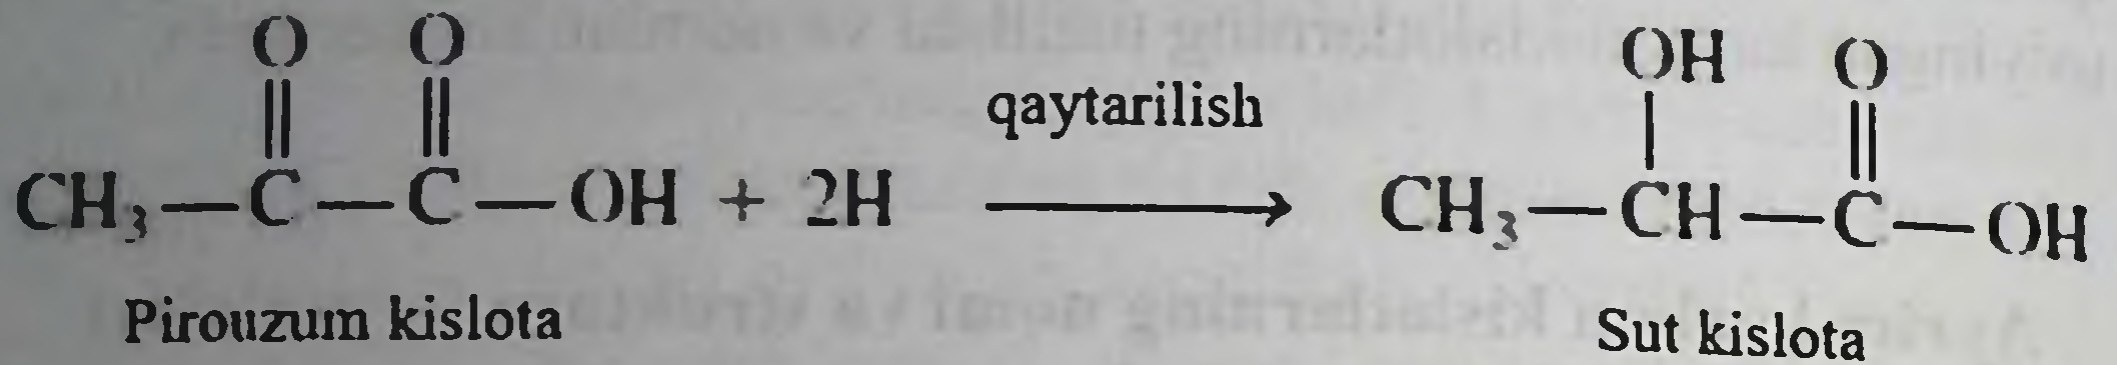 O O OH O
qaytarilish
CH₃—C—C—OH + 2H ⟶ CH₃—CH—C—OH
Pirouzum kislota Sut kislota